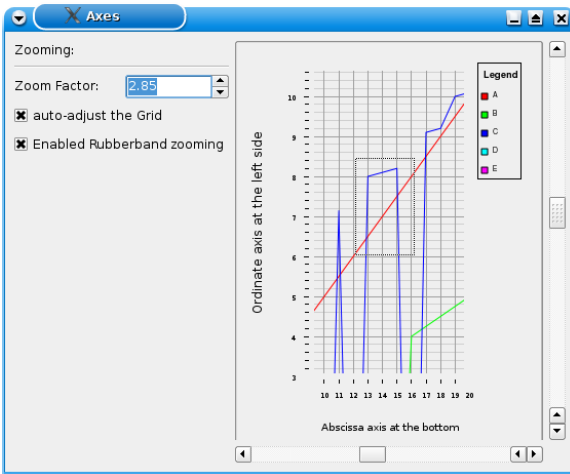 Axes
Zooming:
Zoom Factor: 2.85
auto-adjust the Grid
Enabled Rubberband zooming
Ordinate axis at the left side
10
9
8
7
6
5
4
3
10 11 12 13 14 15 16 17 18 19 20
Abscissa axis at the bottom
Legend
A
B
C
D
E